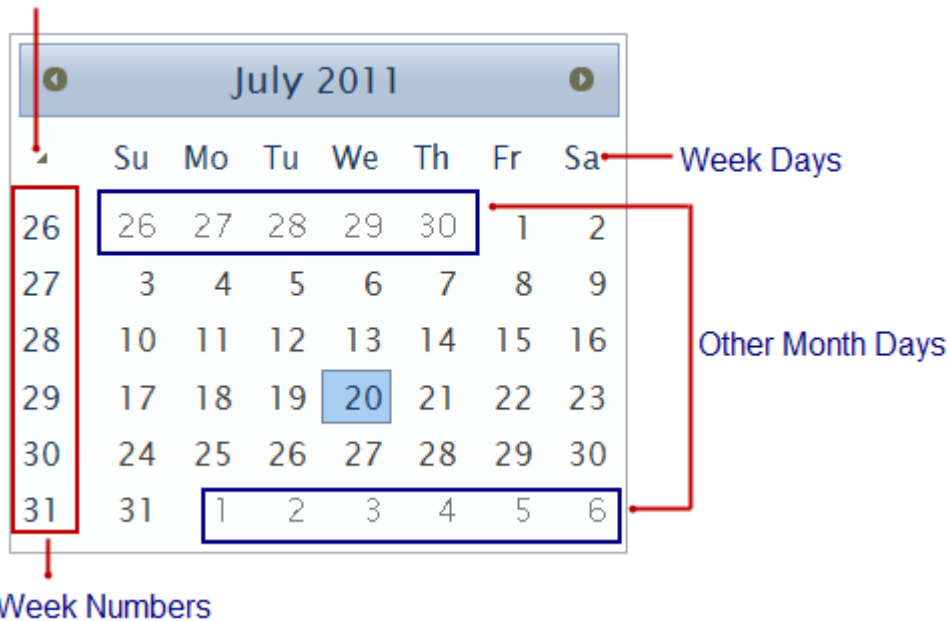 July 2011
Su Mo Tu We Th Fr Sa
Week Days
26 26 27 28 29 30 1 2
27 3 4 5 6 7 8 9
28 10 11 12 13 14 15 16
Other Month Days
29 17 18 19 20 21 22 23
30 24 25 26 27 28 29 30
31 31 1 2 3 4 5 6
Week Numbers